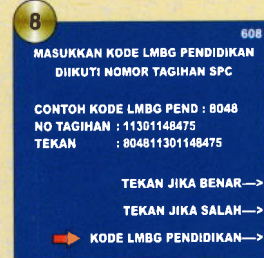 8
608
MASUKKAN KODE LMBG PENDIDIKAN
DIIKUTI NOMOR TAGIHAN SPC
CONTOH KODE LMBG PEND : 8048
NO TAGIHAN : 11301148475
TEKAN : 804811301148475
TEKAN JIKA BENAR—>
TEKAN JIKA SALAH—>
KODE LMBG PENDIDIKAN—>